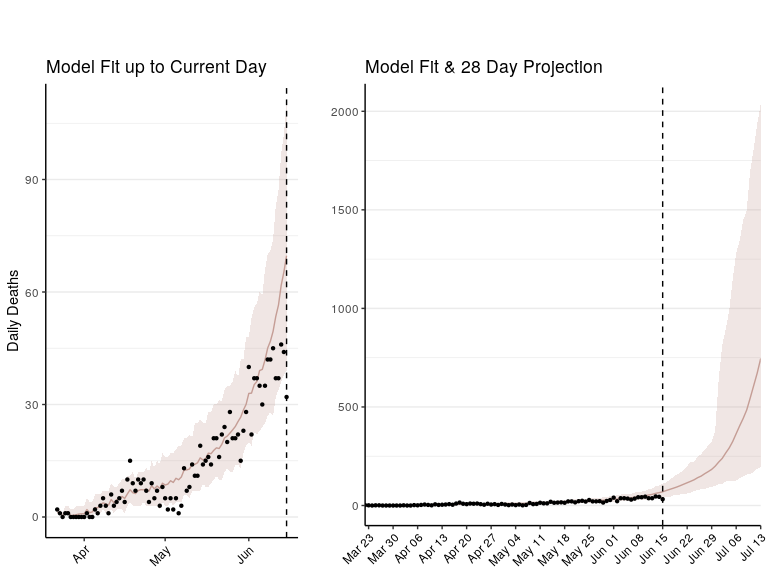 Model Fit up to Current Day
Daily Deaths
90
60
30
0
Apr
May
Jun
Model Fit & 28 Day Projection
2000
1500
1000
500
0
Mar 23
Mar 30
Apr 06
Apr 13
Apr 20
Apr 27
May 04
May 11
May 18
May 25
Jun 01
Jun 08
Jun 15
Jun 22
Jun 29
Jul 06
Jul 13